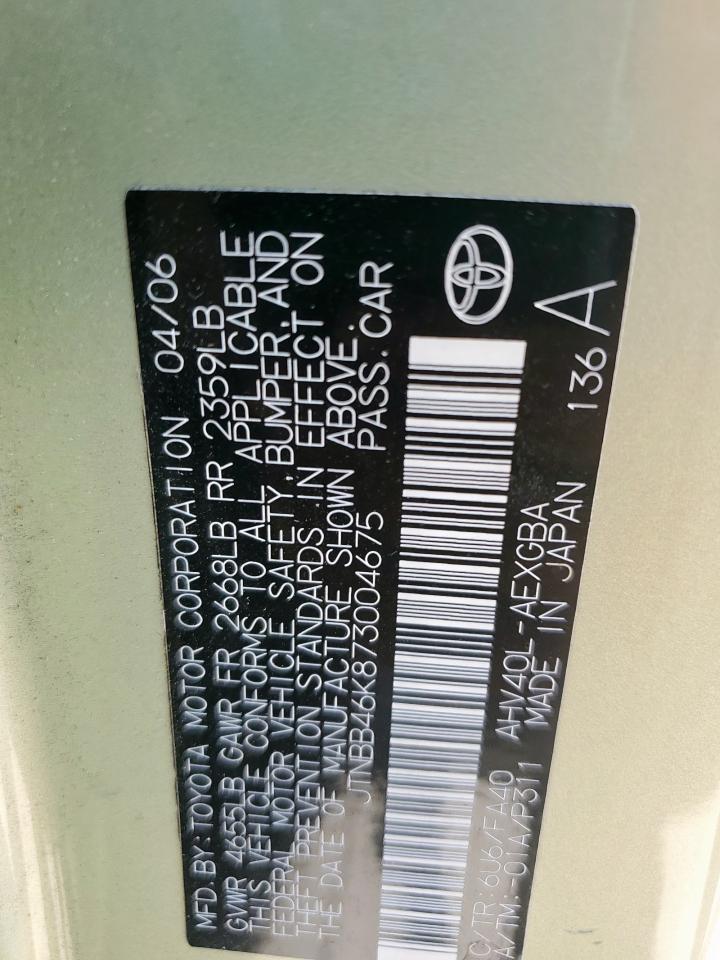 MFD.BY:TOYOTA MOTOR CORPORATION 04/06
GVWR 4655LB GAWR FR 2668LB RR 2359LB
THIS VEHICLE CONFORMS TO ALL APPLICABLE
FEDERAL MOTOR VEHICLE SAFETY,BUMPER,AND
THEFT PREVENTION STANDARDS IN EFFECT ON
THE DATE OF MANUFACTURE SHOWN ABOVE.
JTNBB46K873004675 PASS.CAR
C/TR:6U6/FA40 AHV40L-AEXGBA
A/TM:-01A/P311 MADE IN JAPAN 136 A